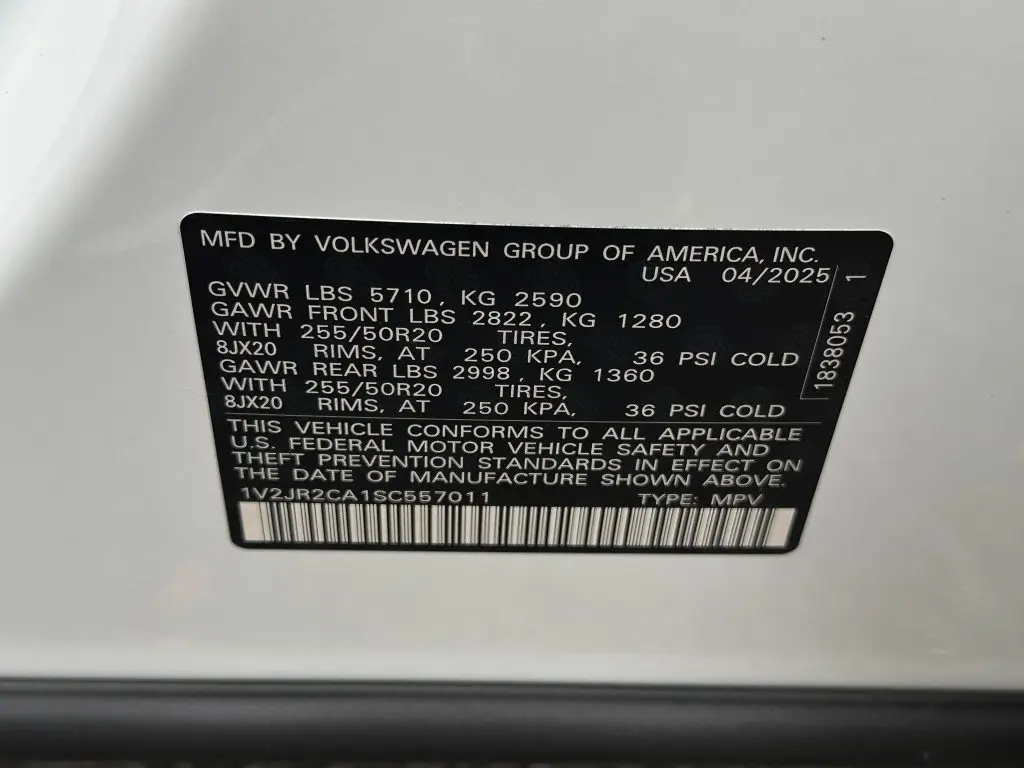 MFD BY VOLKSWAGEN GROUP OF AMERICA, INC.
USA 04/2025
GVWR LBS 5710, KG 2590
GAWR FRONT LBS 2822, KG 1280
WITH 255/50R20 TIRES,
8JX20 RIMS, AT 250 KPA, 36 PSI COLD
GAWR REAR LBS 2998, KG 1360
WITH 255/50R20 TIRES,
8JX20 RIMS, AT 250 KPA, 36 PSI COLD
THIS VEHICLE CONFORMS TO ALL APPLICABLE
U.S. FEDERAL MOTOR VEHICLE SAFETY AND
THEFT PREVENTION STANDARDS IN EFFECT ON
THE DATE OF MANUFACTURE SHOWN ABOVE.
1V2JR2CA1SC557011 TYPE: MPV
1838053 1